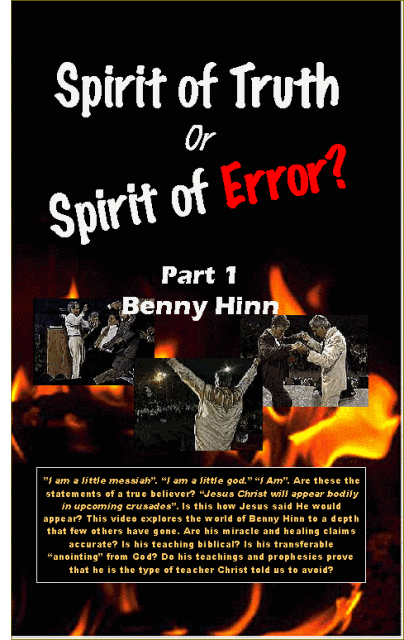 Spirit of Truth
Or
Spirit of Error?
Part 1
Benny Hinn
"I am a little messiah". "I am a little god." "I Am". Are these the
statements of a true believer? "Jesus Christ will appear bodily
in upcoming crusades". Is this how Jesus said He would
appear? This video explores the world of Benny Hinn to a depth
that few others have gone. Are his miracle and healing claims
accurate? Is his teaching biblical? Is his transferable
"anointing" from God? Do his teachings and prophesies prove
that he is the type of teacher Christ told us to avoid?